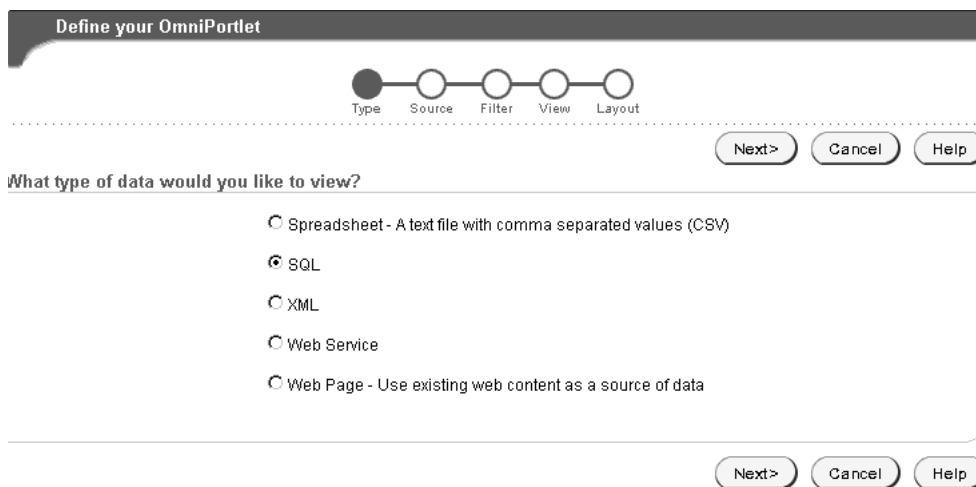 Define your OmniPortlet
Type Source Filter View Layout
Next> Cancel Help
What type of data would you like to view?
Spreadsheet - A text file with comma separated values (CSV)
SQL
XML
Web Service
Web Page - Use existing web content as a source of data
Next> Cancel Help